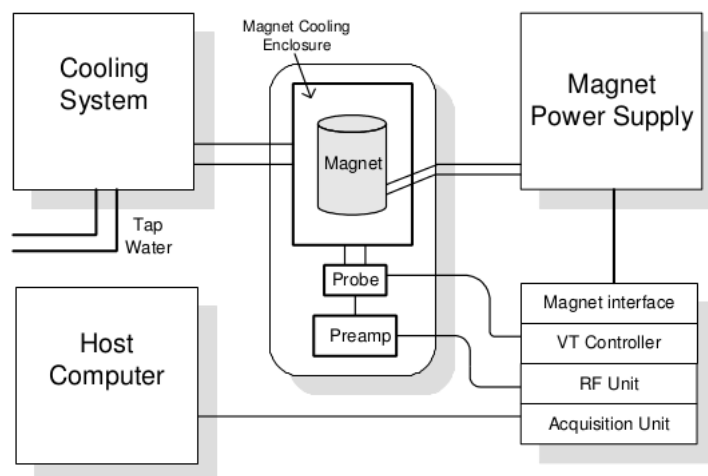 Magnet Cooling
Enclosure
Cooling
System
Magnet
Power Supply
Magnet
Tap
Water
Probe
Preamp
Host
Computer
Magnet interface
VT Controller
RF Unit
Acquisition Unit